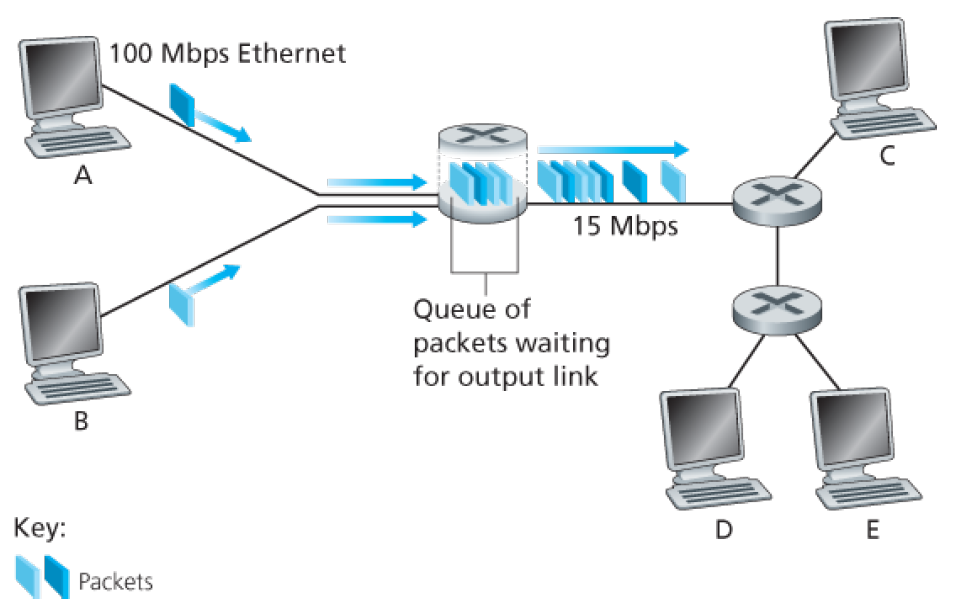 100 Mbps Ethernet
A
C
15 Mbps
Queue of
packets waiting
for output link
B
D
E
Key:
Packets